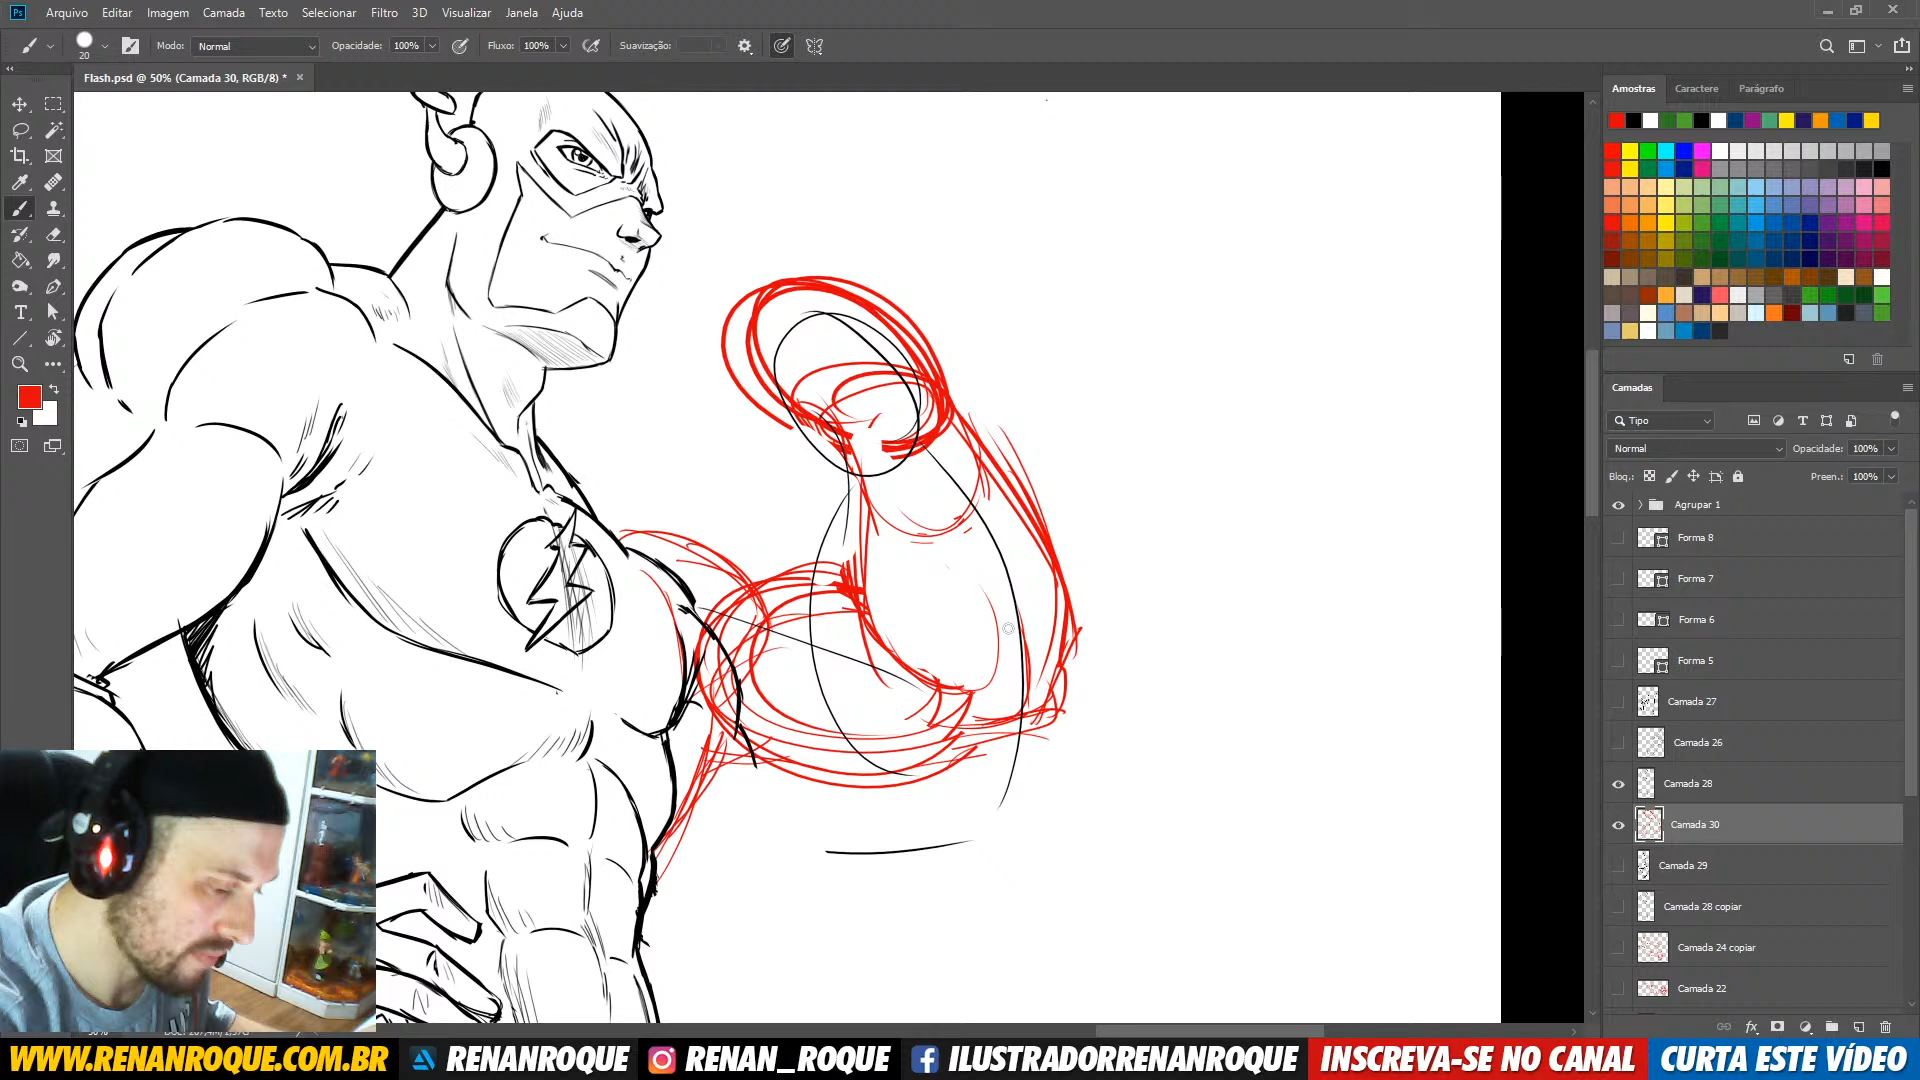 Ps Arquivo Editar Imagem Camada Texto Selecionar Filtro 3D Visualizar Janela Ajuda
20 Modo: Normal Opacidade: 100% Fluxo: 100% Suavização:
Flash.psd @ 50% (Camada 30, RGB/8) * ×
Amostras Caractere Parágrafo
Camadas
Tipo
Normal Opacidade: 100%
Bloq.: Preen.: 100%
Agrupar 1
Forma 8
Forma 7
Forma 6
Forma 5
Camada 27
Camada 26
Camada 28
Camada 30
Camada 29
Camada 28 copiar
Camada 24 copiar
Camada 22
WWW.RENANROQUE.COM.BR RENANROQUE RENAN_ROQUE ILUSTRADORRENANROQUE INSCREVA-SE NO CANAL CURTA ESTE VÍDEO